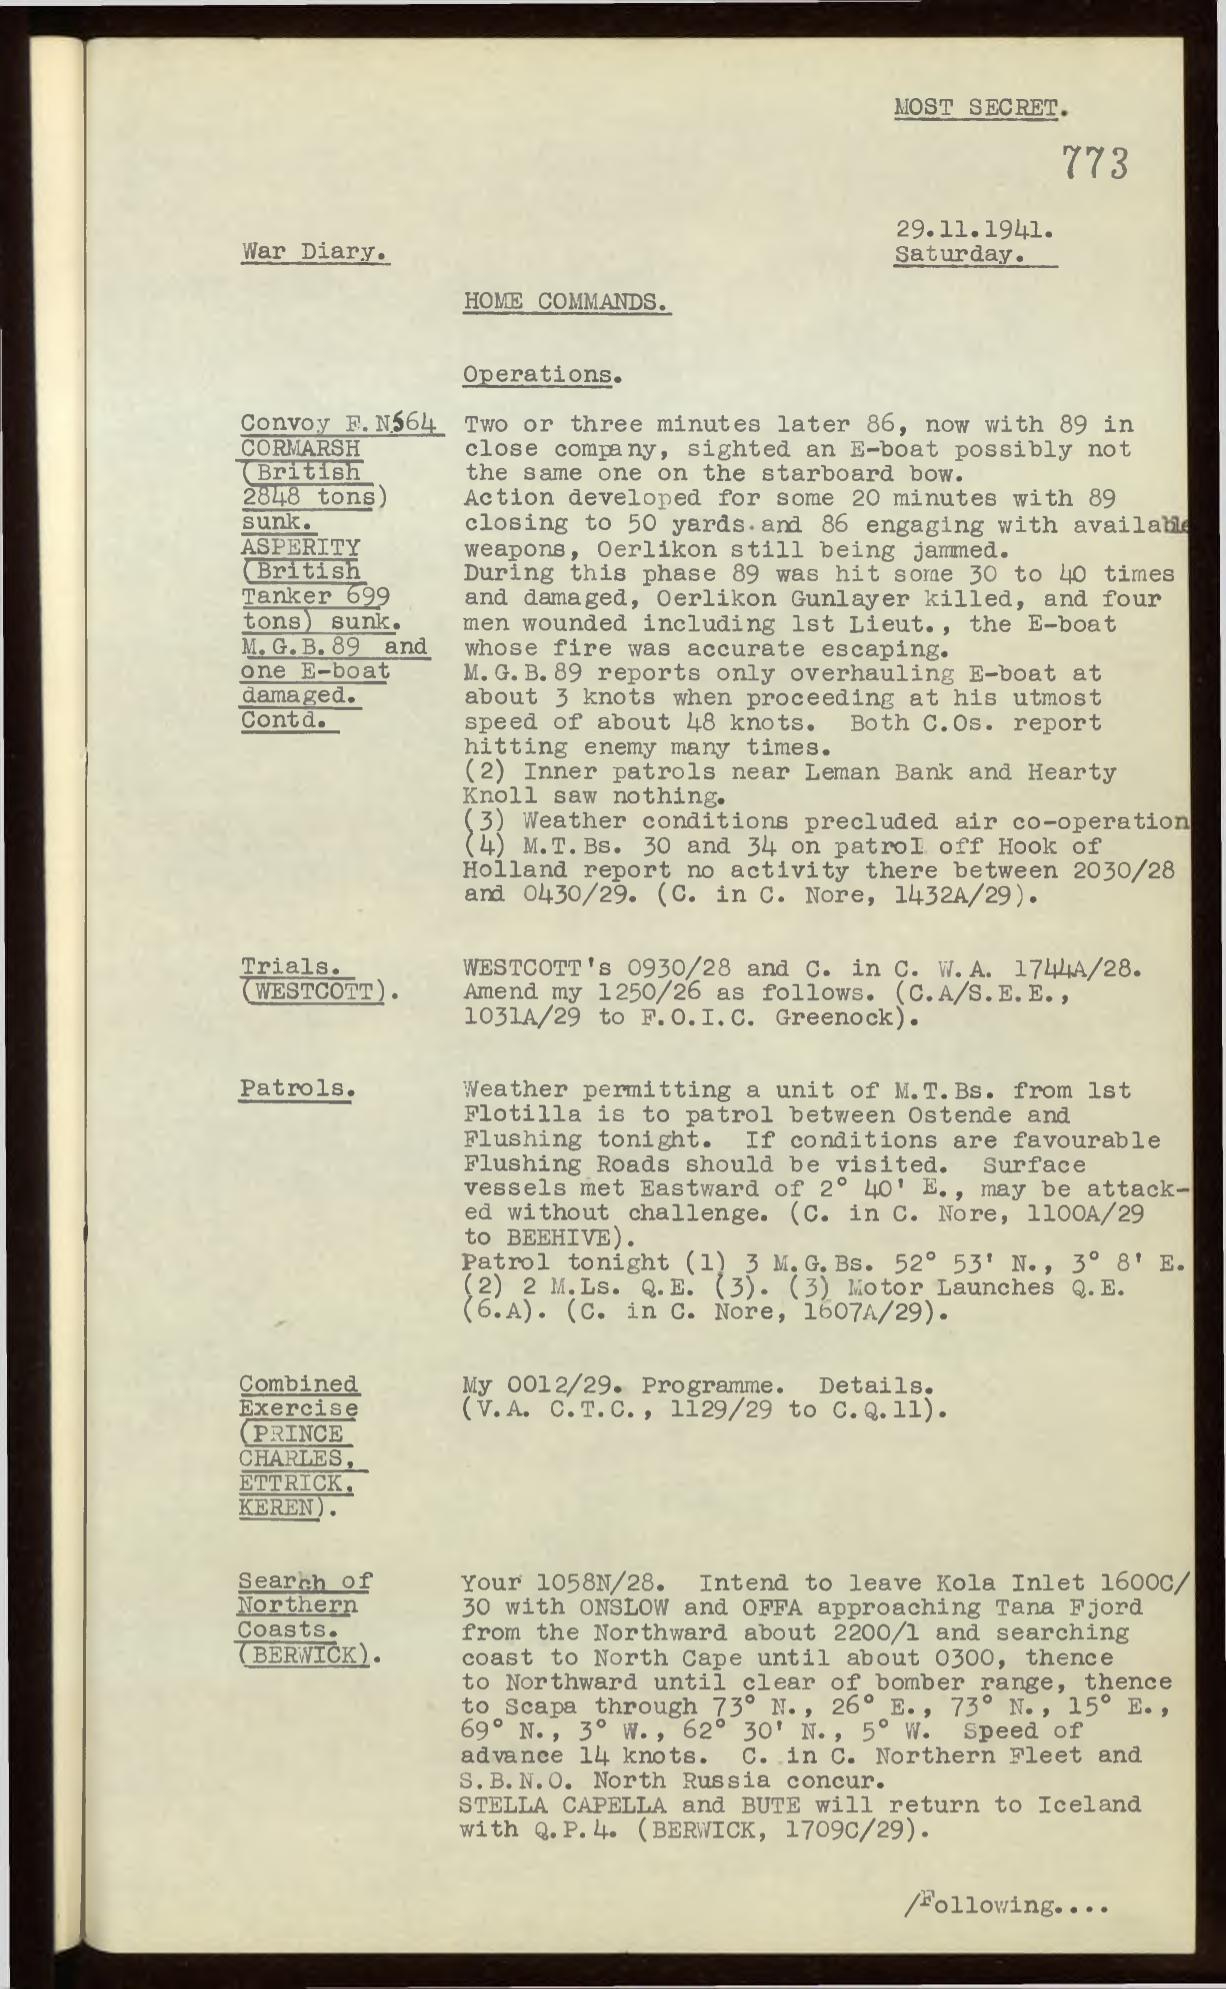 MOST SECRET.
773
29.11.1941.
War Diary.
Saturday.
HOME COMMANDS.
Operations.
Convoy F.N564
CORMARSH
(British
2848 tons)
sunk.
ASPERITY
(British
Tanker 699
tons) sunk.
M.G.B.89 and
one E-boat
damaged.
Contd.
Two or three minutes later 86, now with 89 in
close company, sighted an E-boat possibly not
the same one on the starboard bow.
Action developed for some 20 minutes with 89
closing to 50 yards.and 86 engaging with available
weapons, Oerlikon still being jammed.
During this phase 89 was hit some 30 to 40 times
and damaged, Oerlikon Gunlayer killed, and four
men wounded including 1st Lieut., the E-boat
whose fire was accurate escaping.
M.G.B.89 reports only overhauling E-boat at
about 3 knots when proceeding at his utmost
speed of about 48 knots. Both C.Os. report
hitting enemy many times.
(2) Inner patrols near Leman Bank and Hearty
Knoll saw nothing.
(3) Weather conditions precluded air co-operation
(4) M.T.Bs. 30 and 34 on patrol off Hook of
Holland report no activity there between 2030/28
and 0430/29. (C. in C. Nore, 1432A/29).
Trials.
(WESTCOTT).
WESTCOTT's 0930/28 and C. in C. W.A. 1744A/28.
Amend my 1250/26 as follows. (C.A/S.E.E.,
1031A/29 to F.O.I.C. Greenock).
Patrols.
Weather permitting a unit of M.T.Bs. from 1st
Flotilla is to patrol between Ostende and
Flushing tonight. If conditions are favourable
Flushing Roads should be visited. Surface
vessels met Eastward of 2° 40' E., may be attack-
ed without challenge. (C. in C. Nore, 1100A/29
to BEEHIVE).
Patrol tonight (1) 3 M.G.Bs. 52° 53' N., 3° 8' E.
(2) 2 M.Ls. Q.E. (3). (3) Motor Launches Q.E.
(6.A). (C. in C. Nore, 1607A/29).
Combined
Exercise
(PRINCE
CHARLES,
ETTRICK.
KEREN).
My 0012/29. Programme. Details.
(V.A. C.T.C., 1129/29 to C.Q.11).
Search of
Northern
Coasts.
(BERWICK).
Your 1058N/28. Intend to leave Kola Inlet 1600C/
30 with ONSLOW and OFFA approaching Tana Fjord
from the Northward about 2200/1 and searching
coast to North Cape until about 0300, thence
to Northward until clear of bomber range, thence
to Scapa through 73° N., 26° E., 73° N., 15° E.,
69° N., 3° W., 62° 30' N., 5° W. Speed of
advance 14 knots. C. in C. Northern Fleet and
S.B.N.O. North Russia concur.
STELLA CAPELLA and BUTE will return to Iceland
with Q.P.4. (BERWICK, 1709C/29).
/Following....